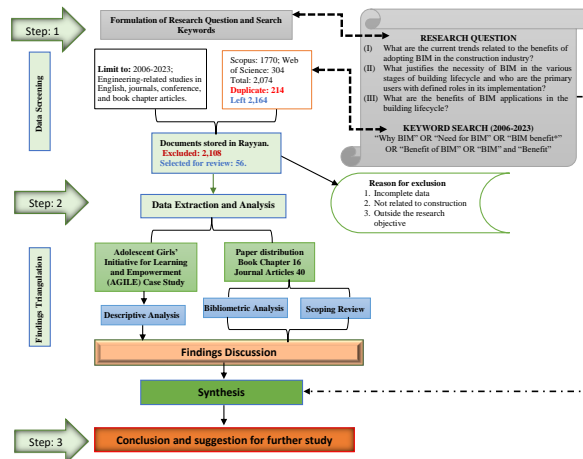 Step: 1
Formulation of Research Question and Search
Keywords
Data Screening
Limit to: 2006-2023;
Engineering-related studies in
English, journals, conference,
and book chapter articles.
Scopus: 1770; Web
of Science: 304
Total: 2,074
Duplicate: 214
Left 2,164
RESEARCH QUESTION
(I) What are the current trends related to the benefits of
adopting BIM in the construction industry?
(II) What justifies the necessity of BIM in the various
stages of building lifecycle and who are the primary
users with defined roles in its implementation?
(III) What are the benefits of BIM applications in the
building lifecycle?
KEYWORD SEARCH (2006-2023)
“Why BIM” OR “Need for BIM” OR “BIM benefit*”
OR “Benefit of BIM” OR “BIM” and “Benefit”
Documents stored in Rayyan.
Excluded: 2,108
Selected for review: 56.
Reason for exclusion
1. Incomplete data
2. Not related to construction
3. Outside the research
objective
Step: 2
Data Extraction and Analysis
Findings Triangulation
Adolescent Girls’
Initiative for Learning
and Empowerment
(AGILE) Case Study
Paper distribution
Book Chapter 16
Journal Articles 40
Descriptive Analysis
Bibliometric Analysis
Scoping Review
Findings Discussion
Synthesis
Step: 3
Conclusion and suggestion for further study